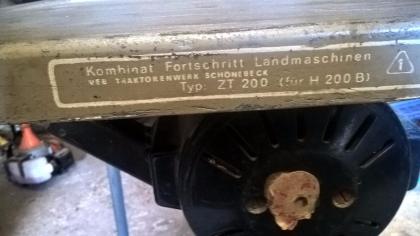 Kombinat Fortschritt Landmaschinen
VEB TRAKTORENWERK SCHÖNEBECK
Typ: ZT 200 (für H 200 B)